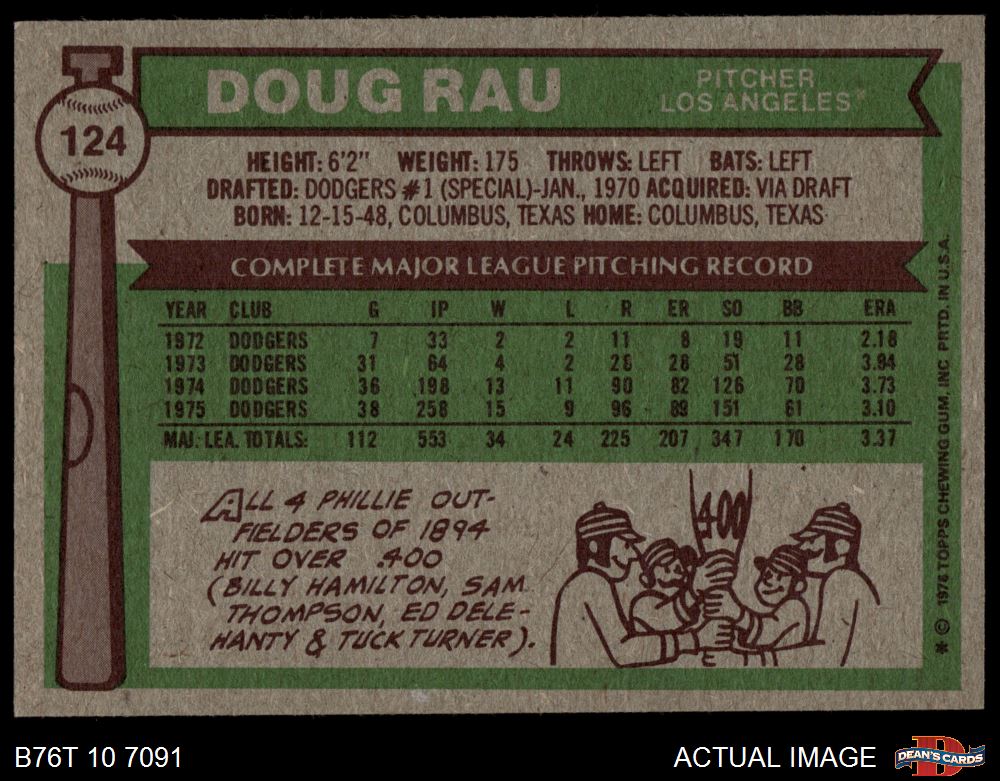 DOUG RAU
PITCHER
LOS ANGELES*
124
HEIGHT: 6'2" WEIGHT: 175 THROWS: LEFT BATS: LEFT
DRAFTED: DODGERS #1 (SPECIAL)-JAN., 1970 ACQUIRED: VIA DRAFT
BORN: 12-15-48, COLUMBUS, TEXAS HOME: COLUMBUS, TEXAS
COMPLETE MAJOR LEAGUE PITCHING RECORD
YEAR CLUB G IP W L R ER SO BB ERA
1972 DODGERS 7 33 2 2 11 8 19 11 2.18
1973 DODGERS 31 64 4 2 28 28 51 28 3.94
1974 DODGERS 36 198 13 11 90 82 126 70 3.73
1975 DODGERS 38 258 15 9 96 89 151 61 3.10
MAJ. LEA. TOTALS: 112 553 34 24 225 207 347 170 3.37
ALL 4 PHILLIE OUT-
FIELDERS OF 1894
HIT OVER .400
(BILLY HAMILTON, SAM
THOMPSON, ED DELE-
HANTY & TUCK TURNER).
.400
* © 1976 TOPPS CHEWING GUM, INC. PRTD. IN U.S.A.
B76T 10 7091
ACTUAL IMAGE
D
DEAN'S CARDS